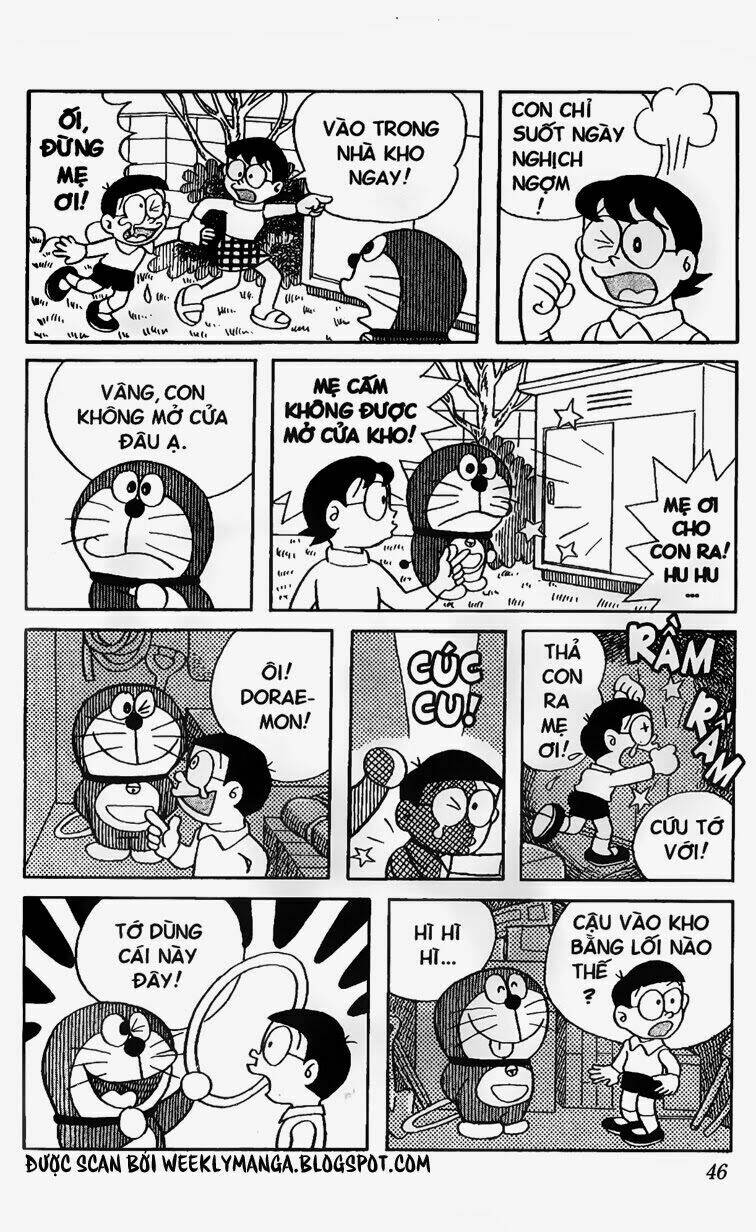 CON CHỈ
SUỐT NGÀY
NGHỊCH
NGỢM
!
VÀO TRONG
NHÀ KHO
NGAY!
ỐI,
ĐỪNG
MẸ
ƠI!
MẸ CẤM
KHÔNG ĐƯỢC
MỞ CỬA KHO!
MẸ ƠI
CHO
CON RA!
HU HU
...
VÂNG, CON
KHÔNG MỞ CỬA
ĐÂU Ạ.
RẦM
RẦM
THẢ
CON
RA
MẸ
ƠI!
CỨU TỚ
VỚI!
CÚC
CU!
ÔI!
DORAE-
MON!
CẬU VÀO KHO
BẰNG LỐI NÀO
THẾ
?
HÌ HÌ
HÌ...
TỚ DÙNG
CÁI NÀY
ĐÂY!
ĐƯỢC SCAN BỞI WEEKLYMANGA.BLOGSPOT.COM
46